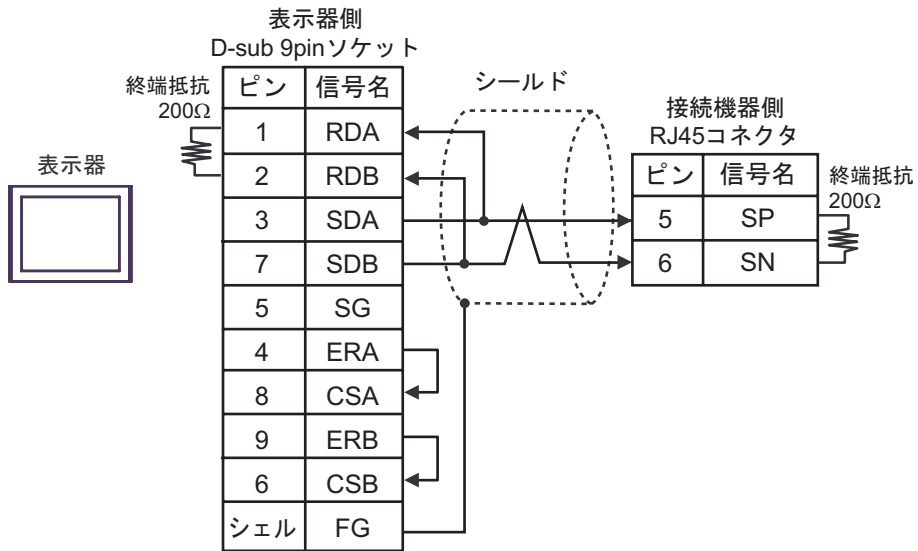 表示器側
D-sub 9pinソケット
終端抵抗
200Ω
ピン 信号名
1 RDA
2 RDB
3 SDA
7 SDB
5 SG
4 ERA
8 CSA
9 ERB
6 CSB
シェル FG
表示器
シールド
接続機器側
RJ45コネクタ
ピン 信号名
5 SP
6 SN
終端抵抗
200Ω